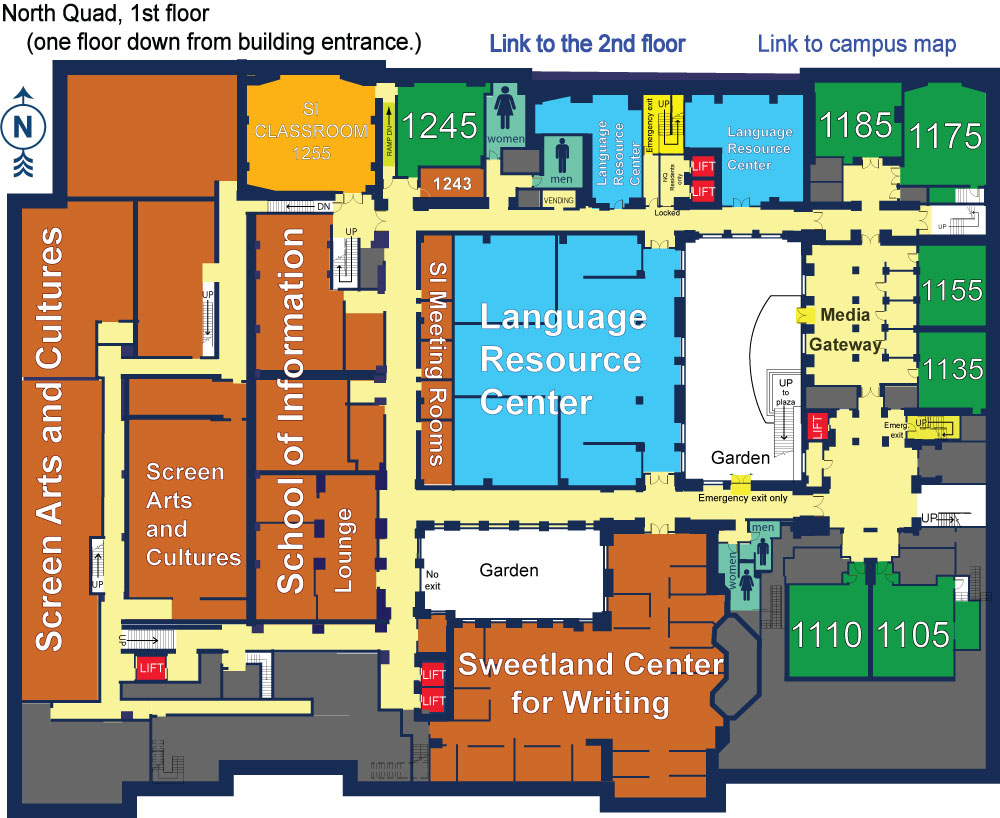 North Quad, 1st floor
(one floor down from building entrance.)
Link to the 2nd floor
Link to campus map
N
SI
CLASSROOM
1255
RAMP DN
1245
women
1243
men
VENDING
Language
Resource
Center
Emergency exit
UP
NQ
Residents
only
Locked
LIFT
LIFT
Language
Resource
Center
1185
1175
UP
DN
UP
UP
Screen Arts and Cultures
School of Information
SI Meeting Rooms
Language
Resource
Center
UP
to
plaza
Garden
Emergency exit only
Media
Gateway
1155
1135
LIFT
Emerg.
exit
UP
UP
Screen
Arts
and
Cultures
Lounge
UP
UP
LIFT
No
exit
Garden
men
women
1110
1105
LIFT
LIFT
Sweetland Center
for Writing